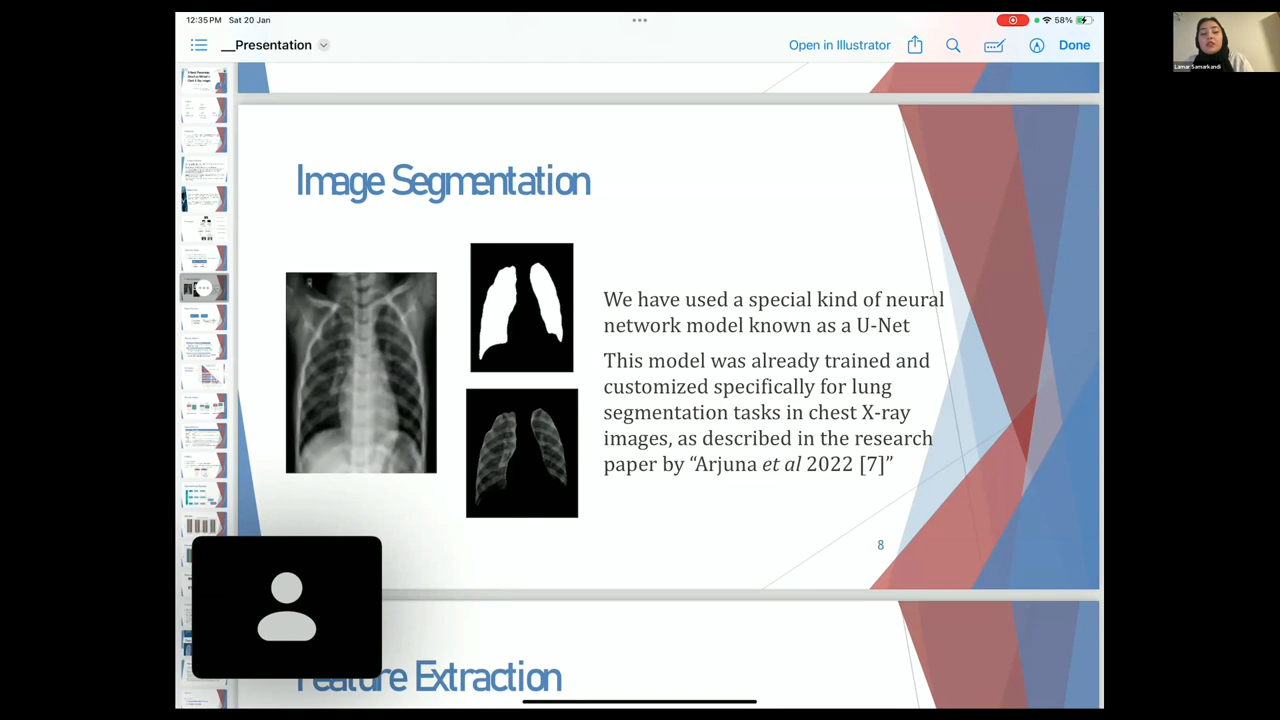 12:35 PM Sat 20 Jan
58%
__Presentation
Open in Illustrator
Done
Lamar Samarkandi
Image Segmentation
We have used a special kind of neural
network model known as a U-Net
This model was already trained and
customized specifically for lung
segmentation tasks in chest X-ray
images, as described in the research
paper by “Arjuna et al 2022 [7]”
8
Feature Extraction